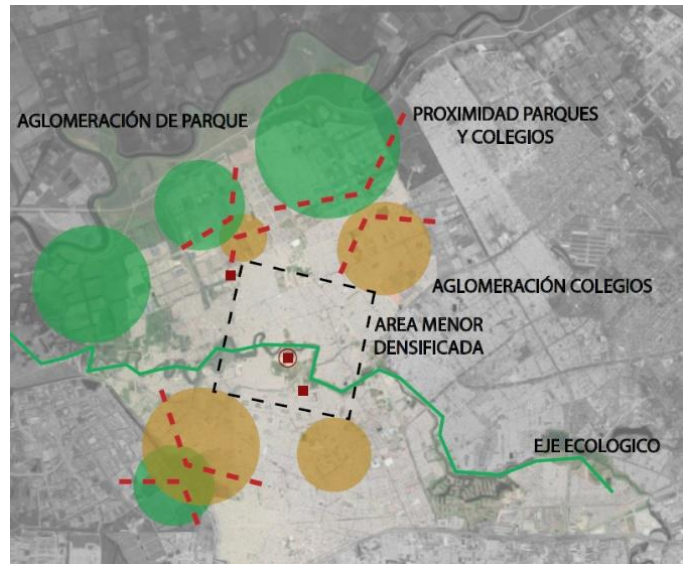 AGLOMERACIÓN DE PARQUE
PROXIMIDAD PARQUES
Y COLEGIOS
AGLOMERACIÓN COLEGIOS
AREA MENOR
DENSIFICADA
EJE ECOLOGICO